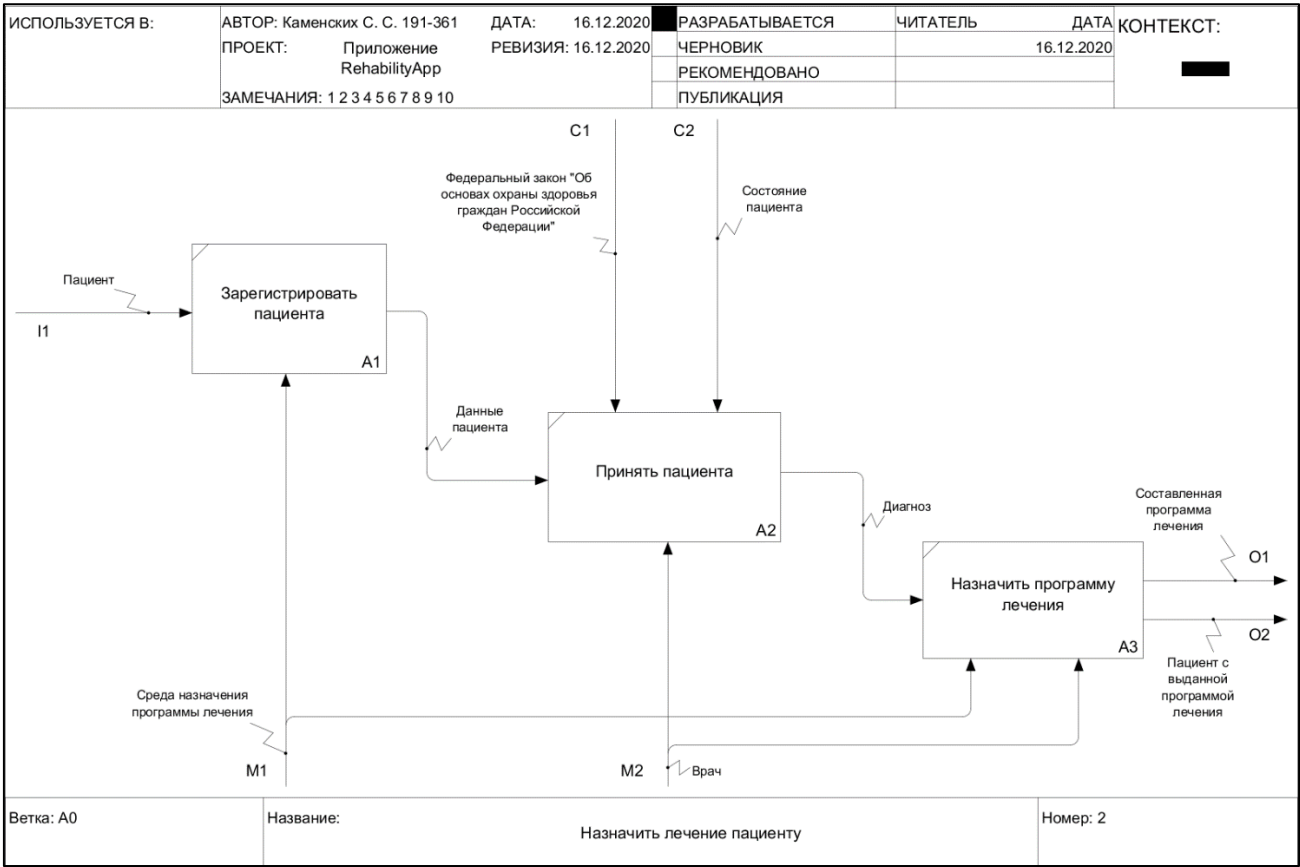 ИСПОЛЬЗУЕТСЯ В:
АВТОР: Каменских С. С. 191-361
ДАТА: 16.12.2020
ПРОЕКТ: Приложение
RehabilityApp
РЕВИЗИЯ: 16.12.2020
ЗАМЕЧАНИЯ: 1 2 3 4 5 6 7 8 9 10
РАЗРАБАТЫВАЕТСЯ
ЧЕРНОВИК
РЕКОМЕНДОВАНО
ПУБЛИКАЦИЯ
ЧИТАТЕЛЬ
ДАТА
16.12.2020
КОНТЕКСТ:
C1
C2
Федеральный закон "Об
основах охраны здоровья
граждан Российской
Федерации"
Состояние
пациента
Пациент
I1
Зарегистрировать
пациента
A1
Данные
пациента
Принять пациента
A2
Диагноз
Составленная
программа
лечения
O1
Назначить программу
лечения
A3
O2
Пациент с
выданной
программой
лечения
Среда назначения
программы лечения
M1
M2
Врач
Ветка: A0
Название:
Назначить лечение пациенту
Номер: 2